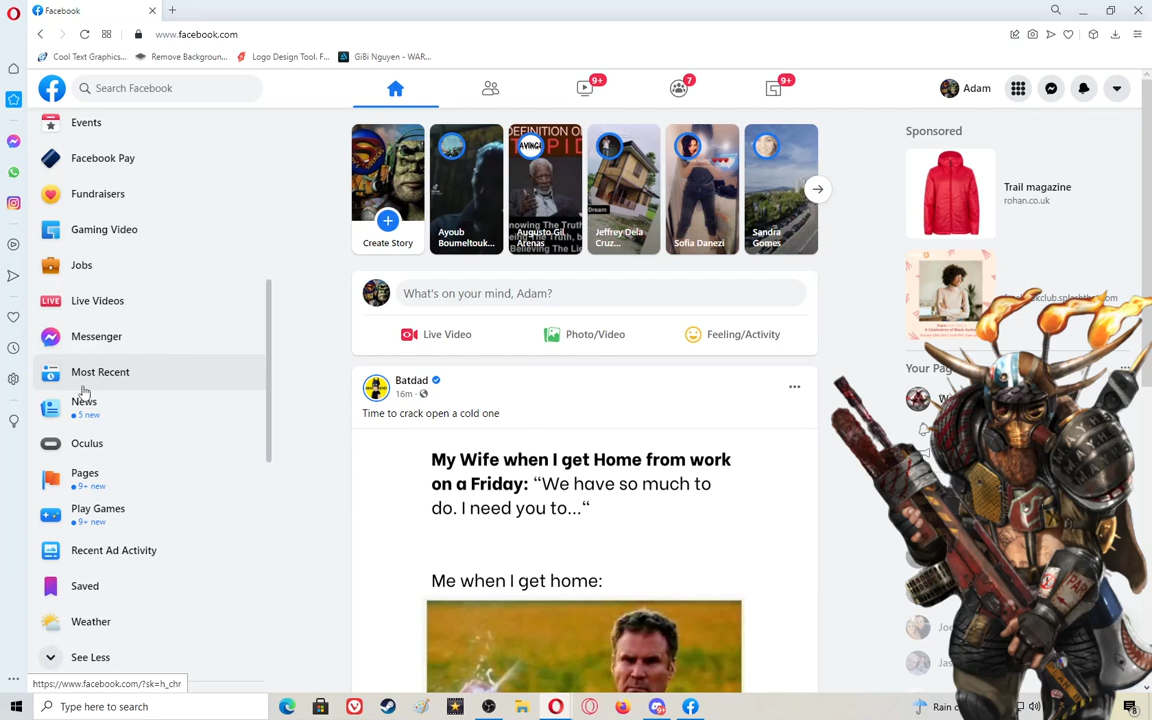 Facebook
www.facebook.com
Cool Text Graphics...
Remove Backgroun...
Logo Design Tool. F...
GiBi Nguyen - WAR...
Search Facebook
9+
7
9+
Adam
Events
Facebook Pay
Fundraisers
Gaming Video
Jobs
LIVE
Live Videos
Messenger
Most Recent
News
5 new
Oculus
Pages
9+ new
Play Games
9+ new
Recent Ad Activity
Saved
Weather
See Less
https://www.facebook.com/?sk=h_chr
Create Story
Ayoub
Boumeltouk...
DEFINITION O
Augusto Gil
Arenas
Dream
Jeffrey Dela
Cruz...
Sofia Danezi
Sandra
Gomes
What's on your mind, Adam?
Live Video
Photo/Video
Feeling/Activity
Batdad
16m
Time to crack open a cold one
My Wife when I get Home from work
on a Friday: “We have so much to
do. I need you to...“
Me when I get home:
Sponsored
Trail magazine
rohan.co.uk
Your Pag
MAYHEM
Type here to search
Rain
8